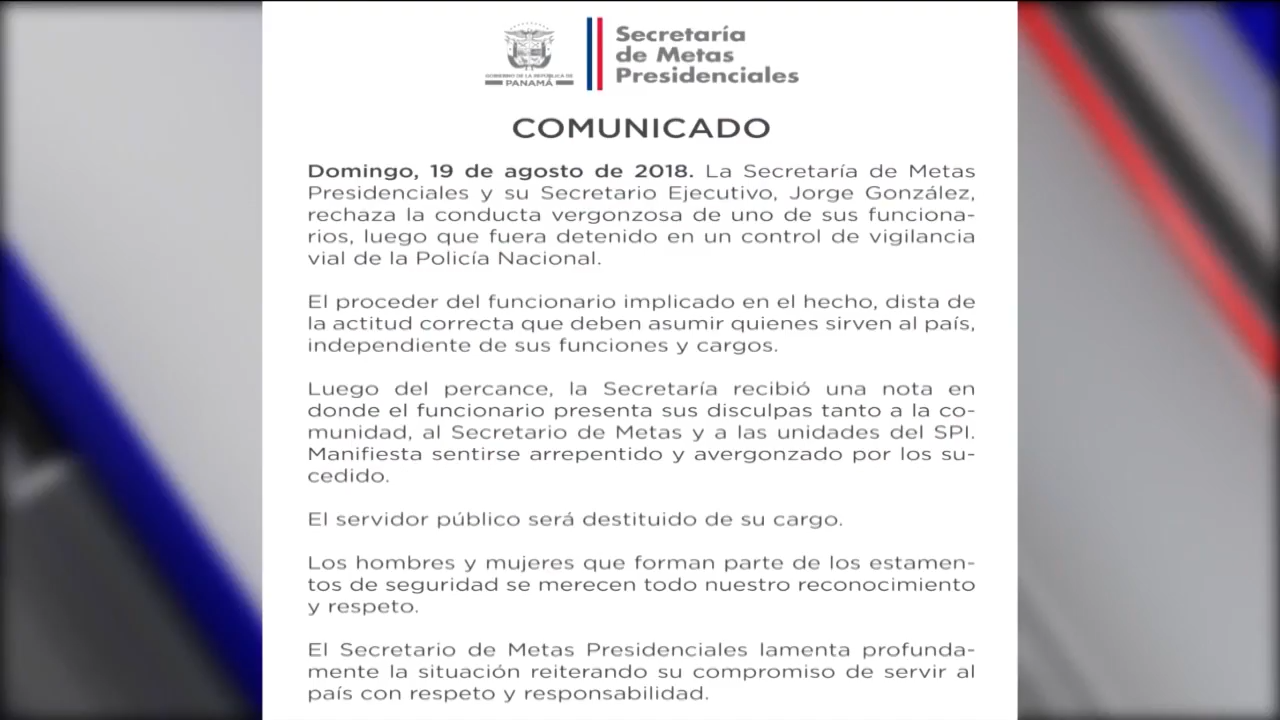 GOBIERNO DE LA REPÚBLICA DE
PANAMÁ
Secretaría
de Metas
Presidenciales
COMUNICADO
Domingo, 19 de agosto de 2018. La Secretaría de Metas
Presidenciales y su Secretario Ejecutivo, Jorge González,
rechaza la conducta vergonzosa de uno de sus funciona-
rios, luego que fuera detenido en un control de vigilancia
vial de la Policía Nacional.
El proceder del funcionario implicado en el hecho, dista de
la actitud correcta que deben asumir quienes sirven al país,
independiente de sus funciones y cargos.
Luego del percance, la Secretaría recibió una nota en
donde el funcionario presenta sus disculpas tanto a la co-
munidad, al Secretario de Metas y a las unidades del SPI.
Manifiesta sentirse arrepentido y avergonzado por los su-
cedido.
El servidor público será destituido de su cargo.
Los hombres y mujeres que forman parte de los estamen-
tos de seguridad se merecen todo nuestro reconocimiento
y respeto.
El Secretario de Metas Presidenciales lamenta profunda-
mente la situación reiterando su compromiso de servir al
país con respeto y responsabilidad.